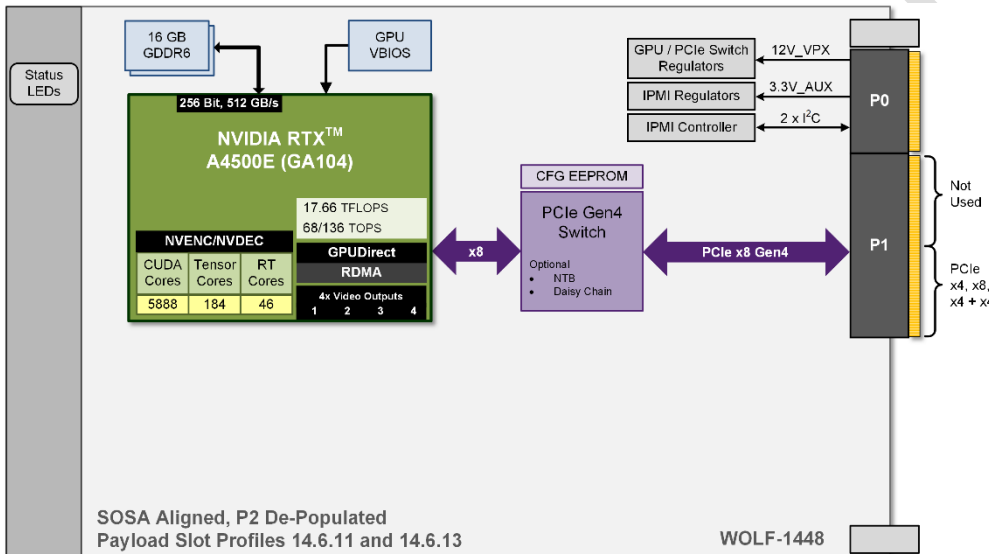 Status
LEDs
16 GB
GDDR6
GPU
VBIOS
256 Bit, 512 GB/s
NVIDIA RTX™
A4500E (GA104)
17.66 TFLOPS
68/136 TOPS
NVENC/NVDEC
CUDA Cores
Tensor Cores
RT Cores
5888
184
46
GPUDirect
RDMA
4x Video Outputs
1 2 3 4
x8
CFG EEPROM
PCIe Gen4
Switch
Optional
• NTB
• Daisy Chain
PCIe x8 Gen4
GPU / PCIe Switch
Regulators
12V_VPX
IPMI Regulators
3.3V_AUX
IPMI Controller
2 x I²C
P0
P1
Not
Used
PCIe
x4, x8,
x4 + x4
SOSA Aligned, P2 De-Populated
Payload Slot Profiles 14.6.11 and 14.6.13
WOLF-1448